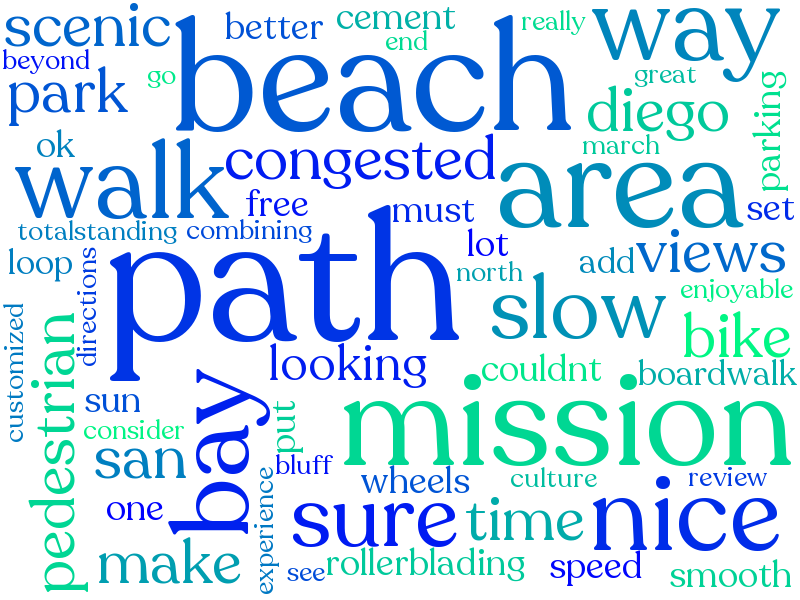 scenic
better
cement
end
really
way
beyond
go
beach
great
park
diego
parking
ok
march
walk
congested
area
free
must
set
totalstanding
combining
lot
views
loop
directions
path
north
add
enjoyable
customized
slow
bike
pedestrian
looking
couldnt
boardwalk
sun
bay
put
mission
consider
san
bluff
wheels
culture
review
one
experience
sure
time
nice
make
see
rollerblading
speed
smooth